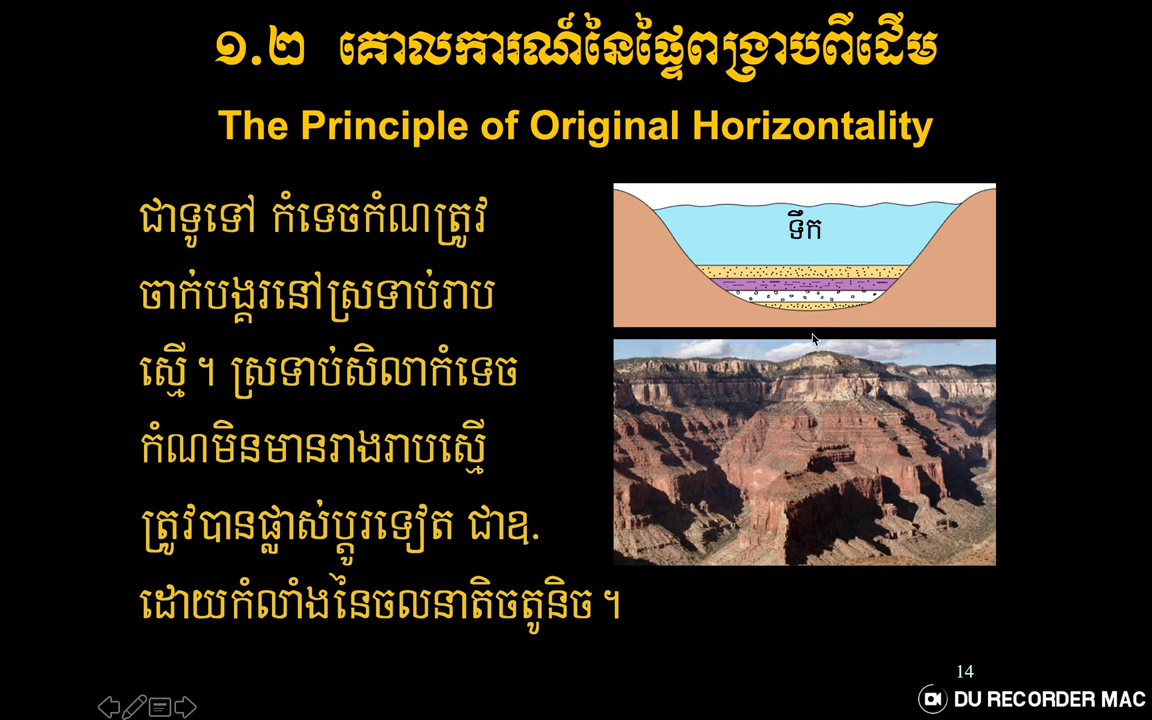 ១.២ គោលការណ៍នៃផ្ទៃពង្រាបពីដើម
The Principle of Original Horizontality
ជាទូទៅ កំទេចកំណត្រូវ
ចាក់បង្គរនៅស្រទាប់រាប
ស្មើ។ ស្រទាប់សិលាកំទេច
កំណមិនមានរាងរាបស្មើ
ត្រូវបានផ្លាស់ប្តូរទៀត ជាឧ.
ដោយកំលាំងនៃចលនាតិចតូនិច។
ទឹក
14
DU RECORDER MAC